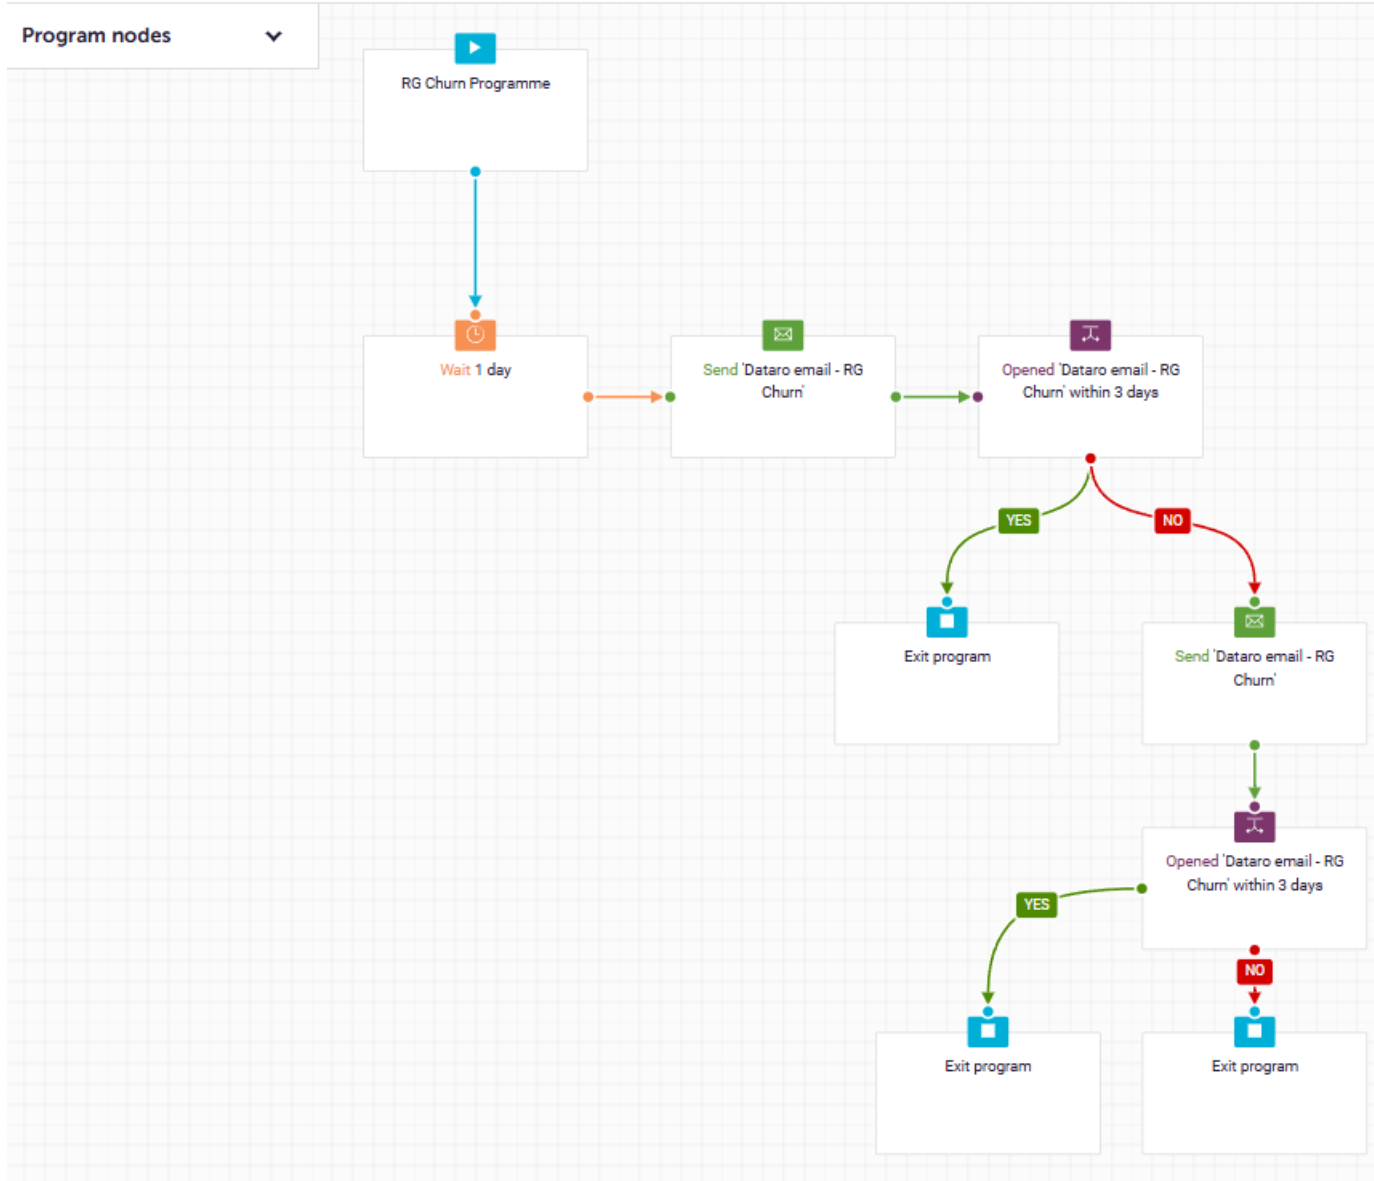 Program nodes
RG Churn Programme
Wait 1 day
Send 'Dataro email - RG
Churn'
Opened 'Dataro email - RG
Churn' within 3 days
YES
NO
Exit program
Send 'Dataro email - RG
Churn'
Opened 'Dataro email - RG
Churn' within 3 days
YES
NO
Exit program
Exit program